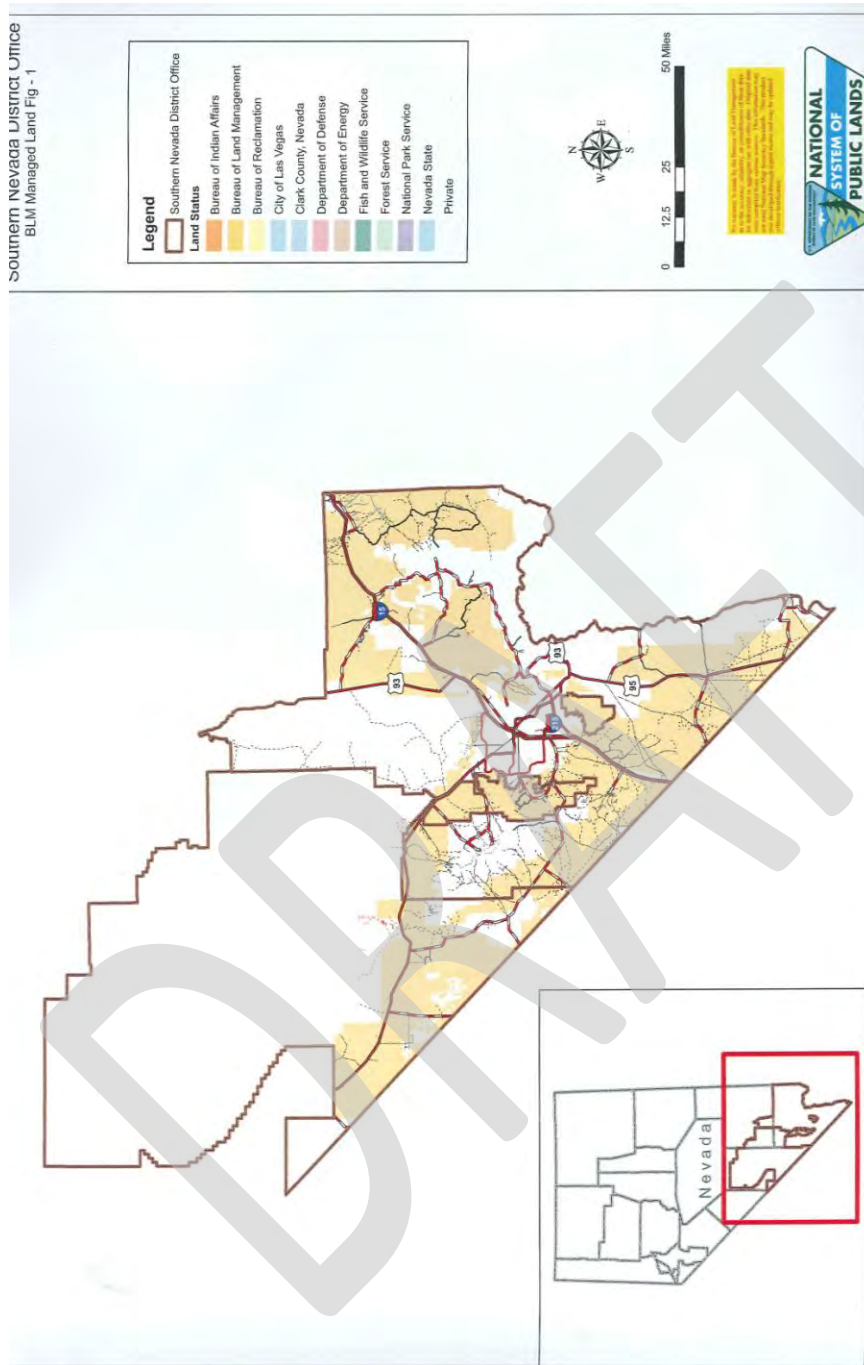 Southern Nevada District Office
BLM Managed Land Fig - 1
Legend
Southern Nevada District Office
Land Status
Bureau of Indian Affairs
Bureau of Land Management
Bureau of Reclamation
City of Las Vegas
Clark County, Nevada
Department of Defense
Department of Energy
Fish and Wildlife Service
Forest Service
National Park Service
Nevada State
Private
N
W E
S
0 12.5 25 50 Miles
NATIONAL
SYSTEM OF
PUBLIC LANDS
15
93
93
215
95
Nevada
DRAFT